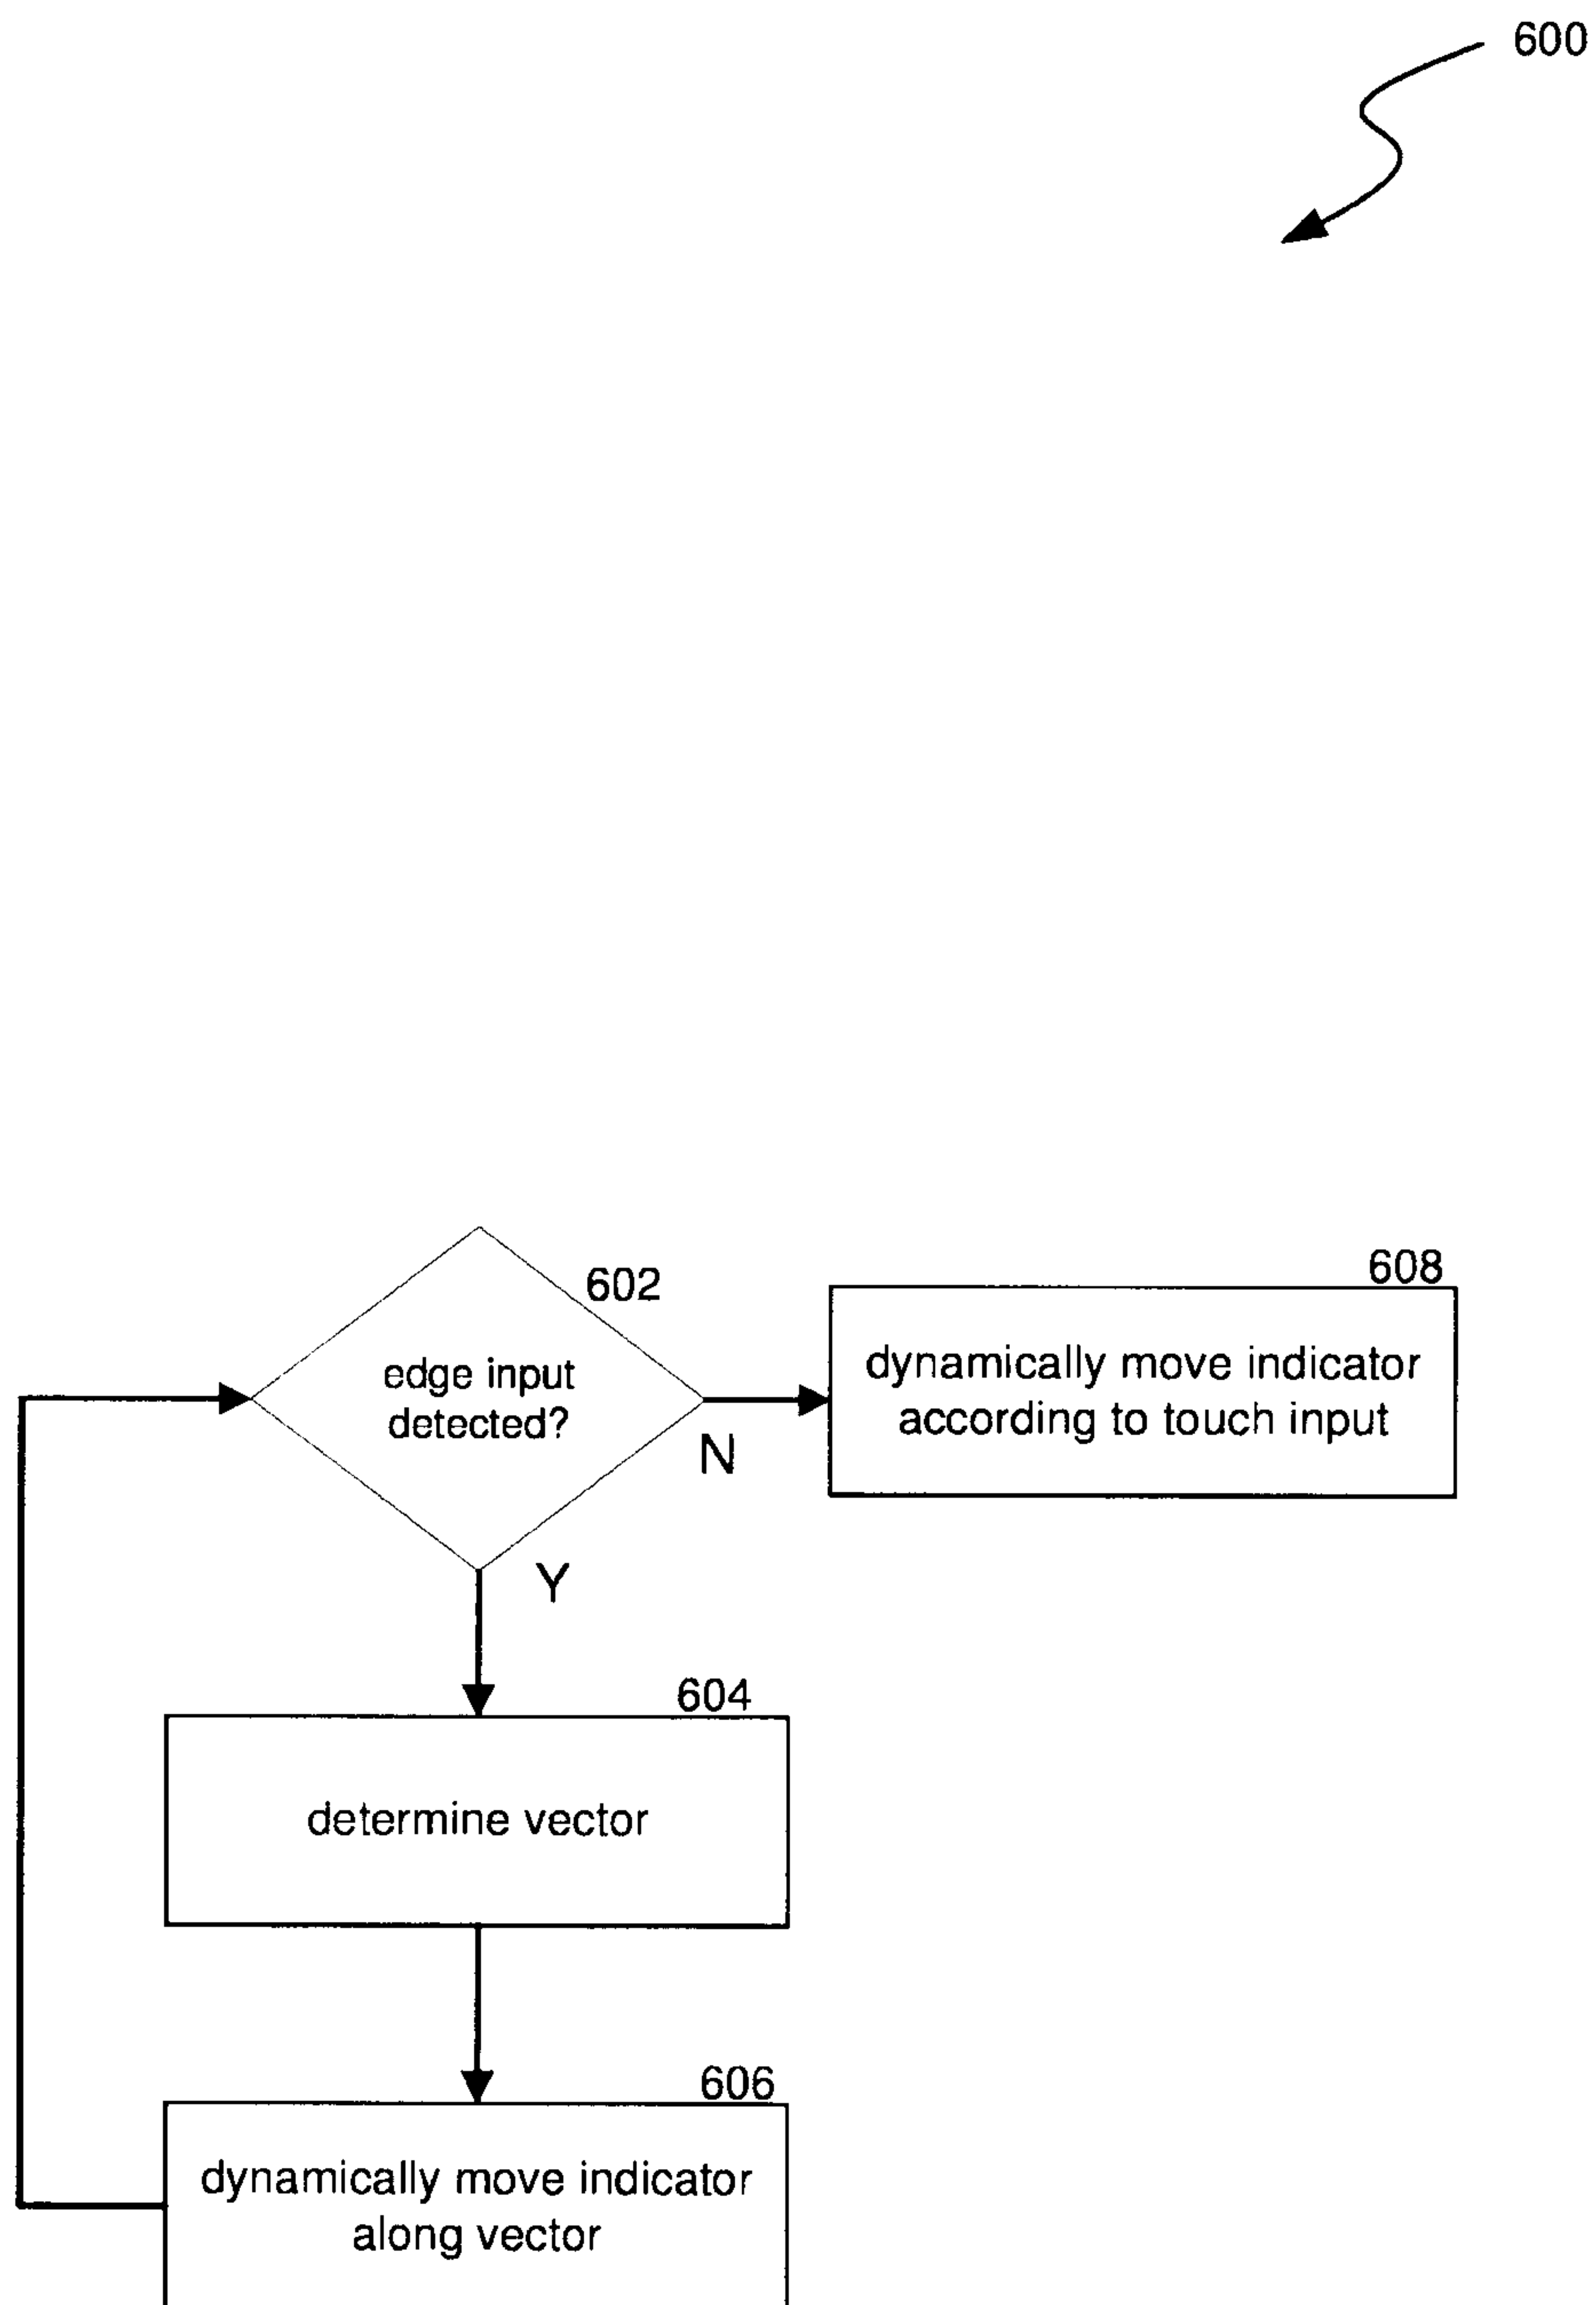 600
602
edge input
detected?
N
Y
608
dynamically move indicator
according to touch input
604
determine vector
606
dynamically move indicator
along vector